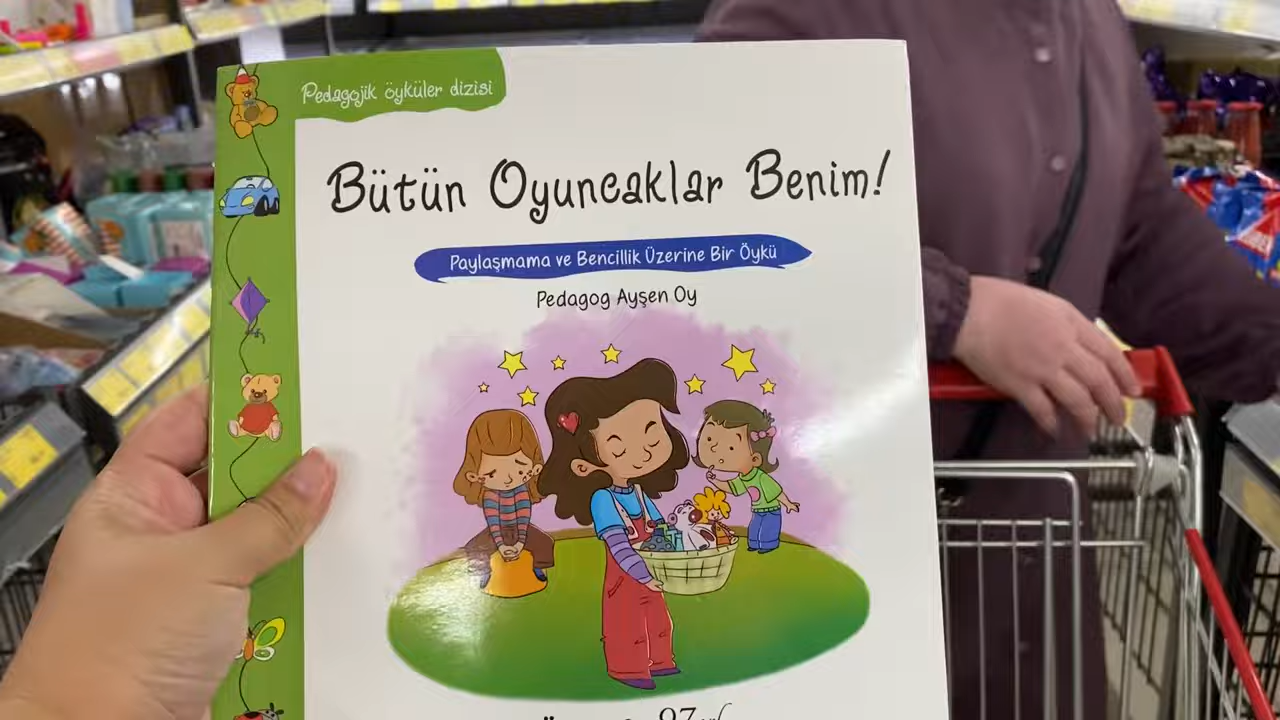 Pedagojik öyküler dizisi
Bütün Oyuncaklar Benim!
Paylaşmama ve Bencillik Üzerine Bir Öykü
Pedagog Ayşen Oy